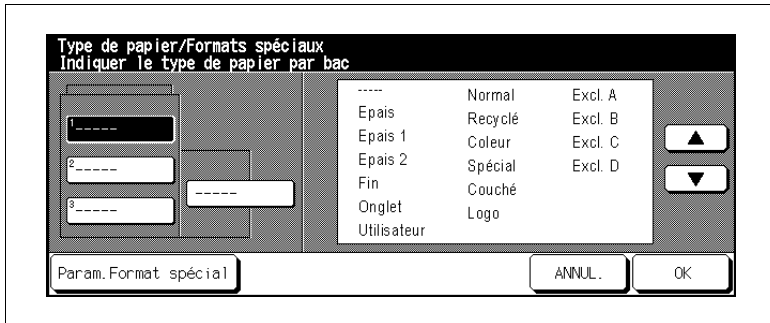 Type de papier/Formats spéciaux
Indiquer le type de papier par bac
1-----
2-----
3-----
-----
-----
Epais
Epais 1
Epais 2
Fin
Onglet
Utilisateur
Normal
Recyclé
Coleur
Spécial
Couché
Logo
Excl. A
Excl. B
Excl. C
Excl. D
Param.Format spécial
ANNUL.
OK